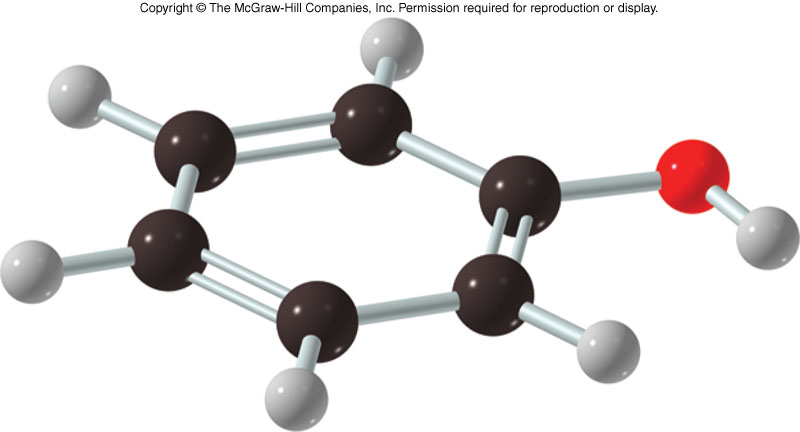 Copyright © The McGraw-Hill Companies, Inc. Permission required for reproduction or display.